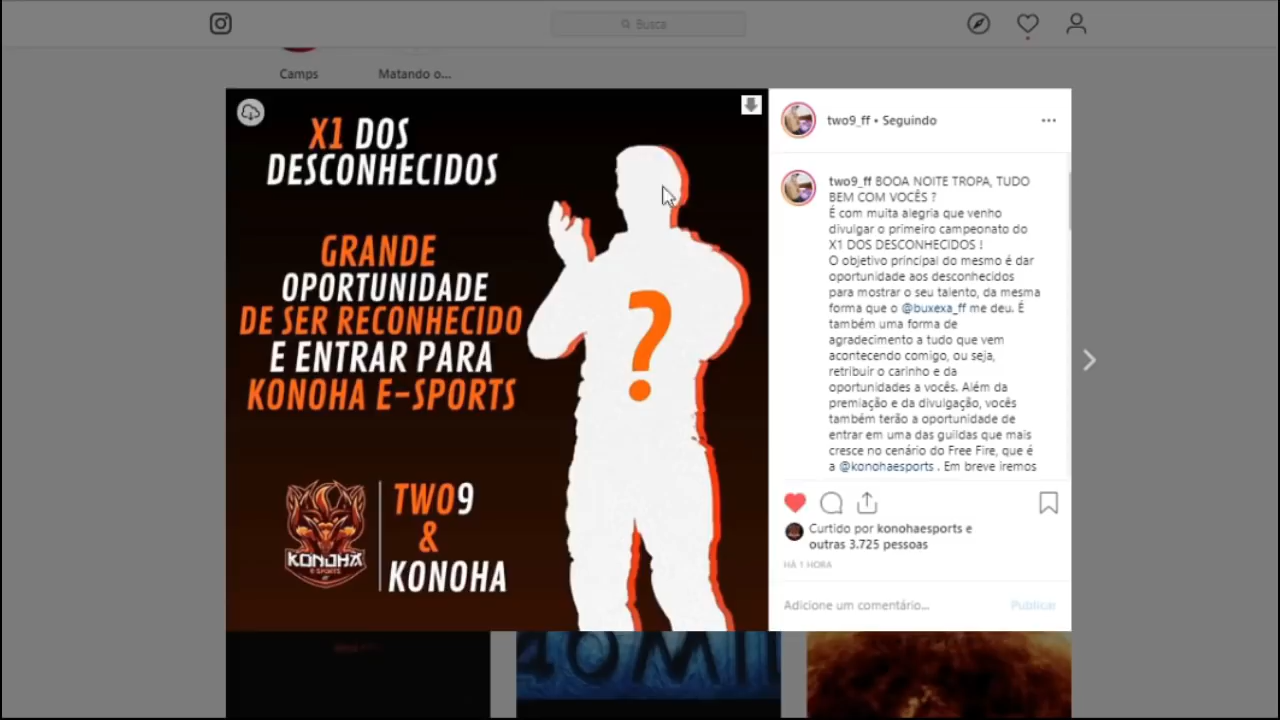 Busca
Camps
Matando o...
X1 DOS
DESCONHECIDOS
GRANDE
OPORTUNIDADE
DE SER RECONHECIDO
E ENTRAR PARA
KONOHA E-SPORTS
?
KONOHA
E-SPORTS
TWO9
&
KONOHA
two9_ff • Seguindo
two9_ff BOOA NOITE TROPA, TUDO
BEM COM VOCÊS ?
É com muita alegria que venho
divulgar o primeiro campeonato do
X1 DOS DESCONHECIDOS !
O objetivo principal do mesmo é dar
oportunidade aos desconhecidos
para mostrar o seu talento, da mesma
forma que o @buxexa_ff me deu. É
também uma forma de
agradecimento a tudo que vem
acontecendo comigo, ou seja,
retribuir o carinho e da
oportunidades a vocês. Além da
premiação e da divulgação, vocês
também terão a oportunidade de
entrar em uma das guildas que mais
cresce no cenário do Free Fire, que é
a @konohaesports . Em breve iremos
Curtido por konohaesports e
outras 3.725 pessoas
HÁ 1 HORA
Adicione um comentário...
Publicar
40MIL